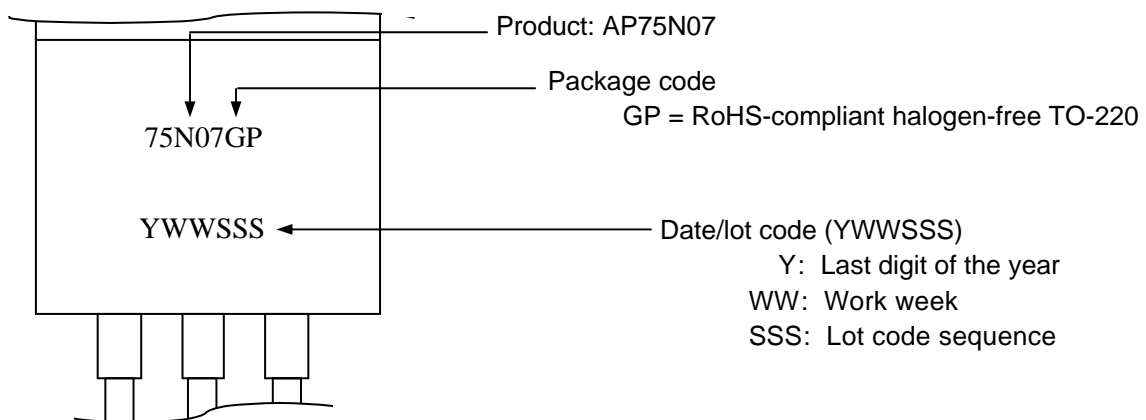 Product: AP75N07
Package code
GP = RoHS-compliant halogen-free TO-220
75N07GP
YWWSSS
Date/lot code (YWWSSS)
Y: Last digit of the year
WW: Work week
SSS: Lot code sequence